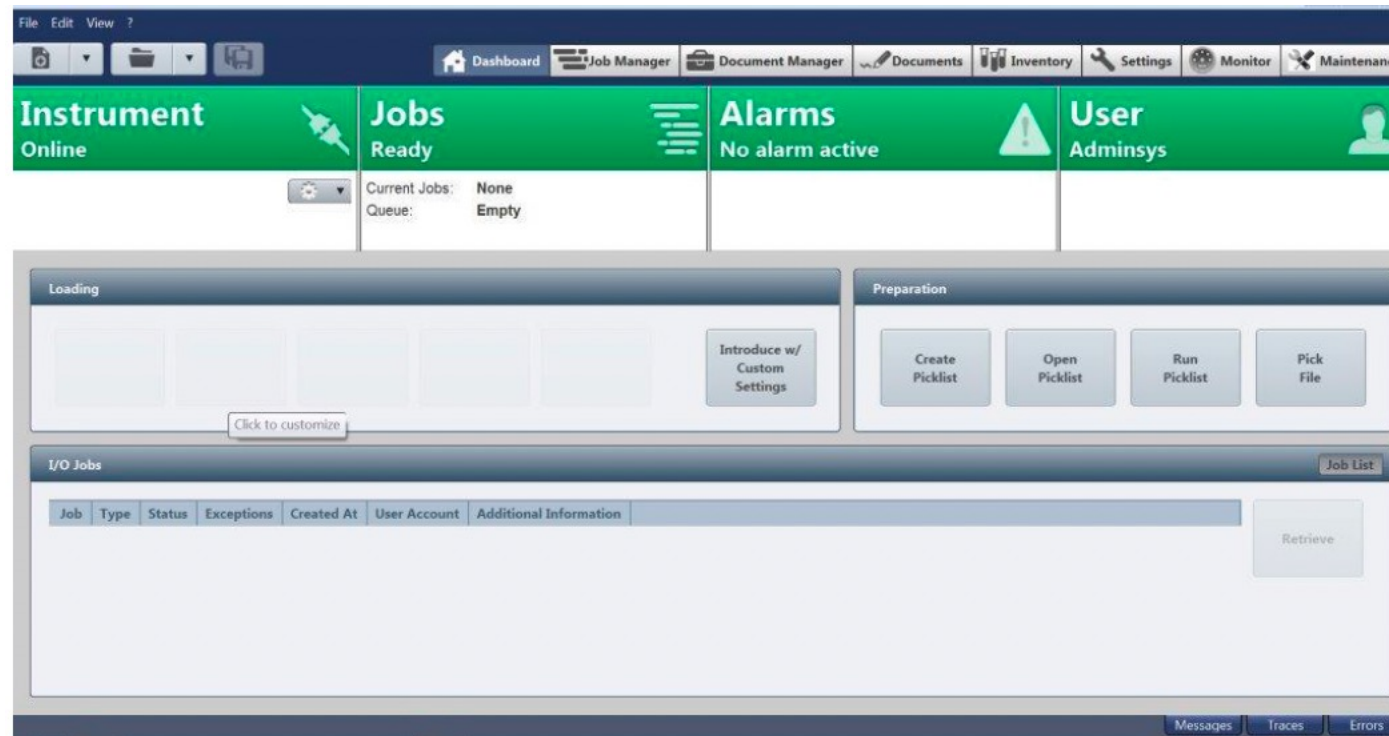 File Edit View ?
Dashboard Job Manager Document Manager Documents Inventory Settings Monitor Maintenanc
Instrument
Online
Jobs
Ready
Alarms
No alarm active
User
Adminsys
Current Jobs: None
Queue: Empty
Loading
Introduce w/
Custom
Settings
Click to customize
Preparation
Create
Picklist
Open
Picklist
Run
Picklist
Pick
File
I/O Jobs
Job List
Job Type Status Exceptions Created At User Account Additional Information
Retrieve
Messages Traces Errors